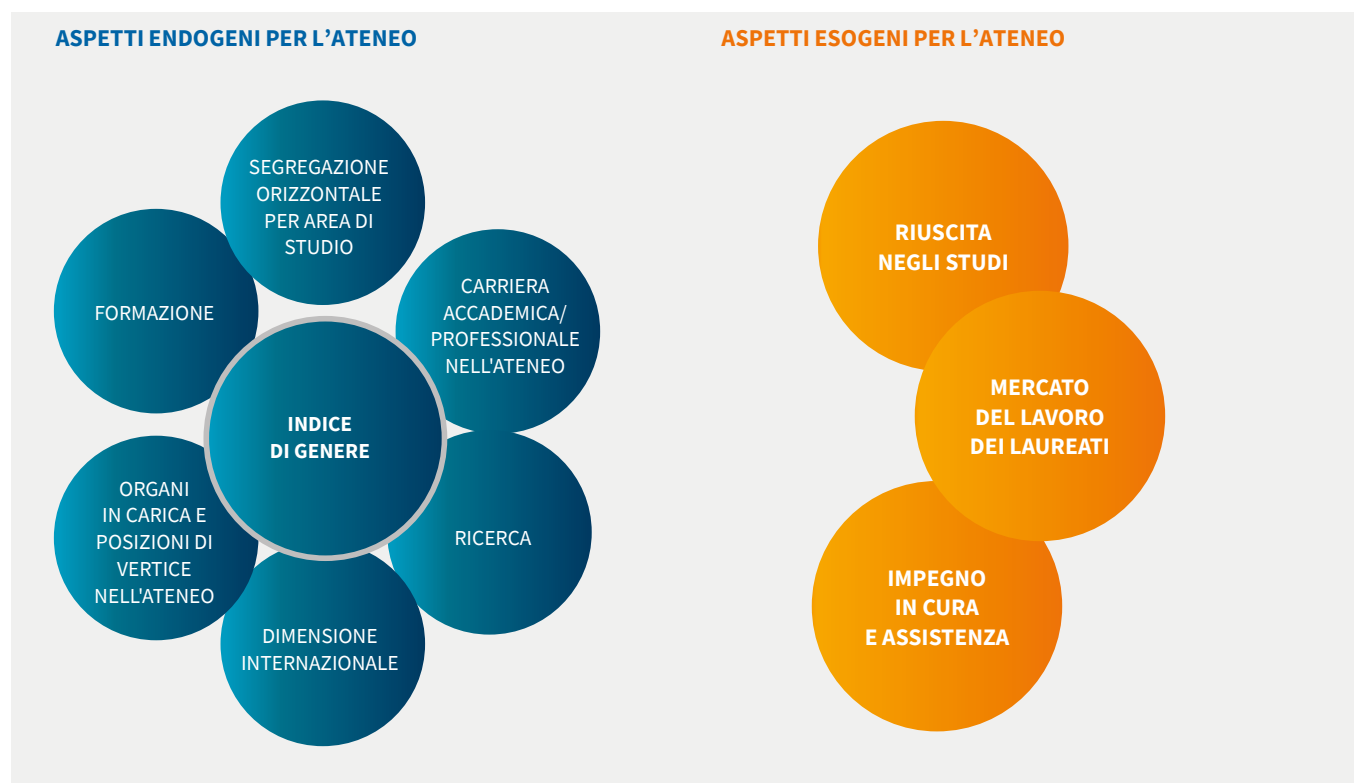 ASPETTI ENDOGENI PER L’ATENEO
SEGREGAZIONE
ORIZZONTALE
PER AREA DI
STUDIO
FORMAZIONE
CARRIERA
ACCADEMICA/
PROFESSIONALE
NELL'ATENEO
INDICE
DI GENERE
ORGANI
IN CARICA E
POSIZIONI DI
VERTICE
NELL'ATENEO
RICERCA
DIMENSIONE
INTERNAZIONALE
ASPETTI ESOGENI PER L’ATENEO
RIUSCITA
NEGLI STUDI
MERCATO
DEL LAVORO
DEI LAUREATI
IMPEGNO
IN CURA
E ASSISTENZA